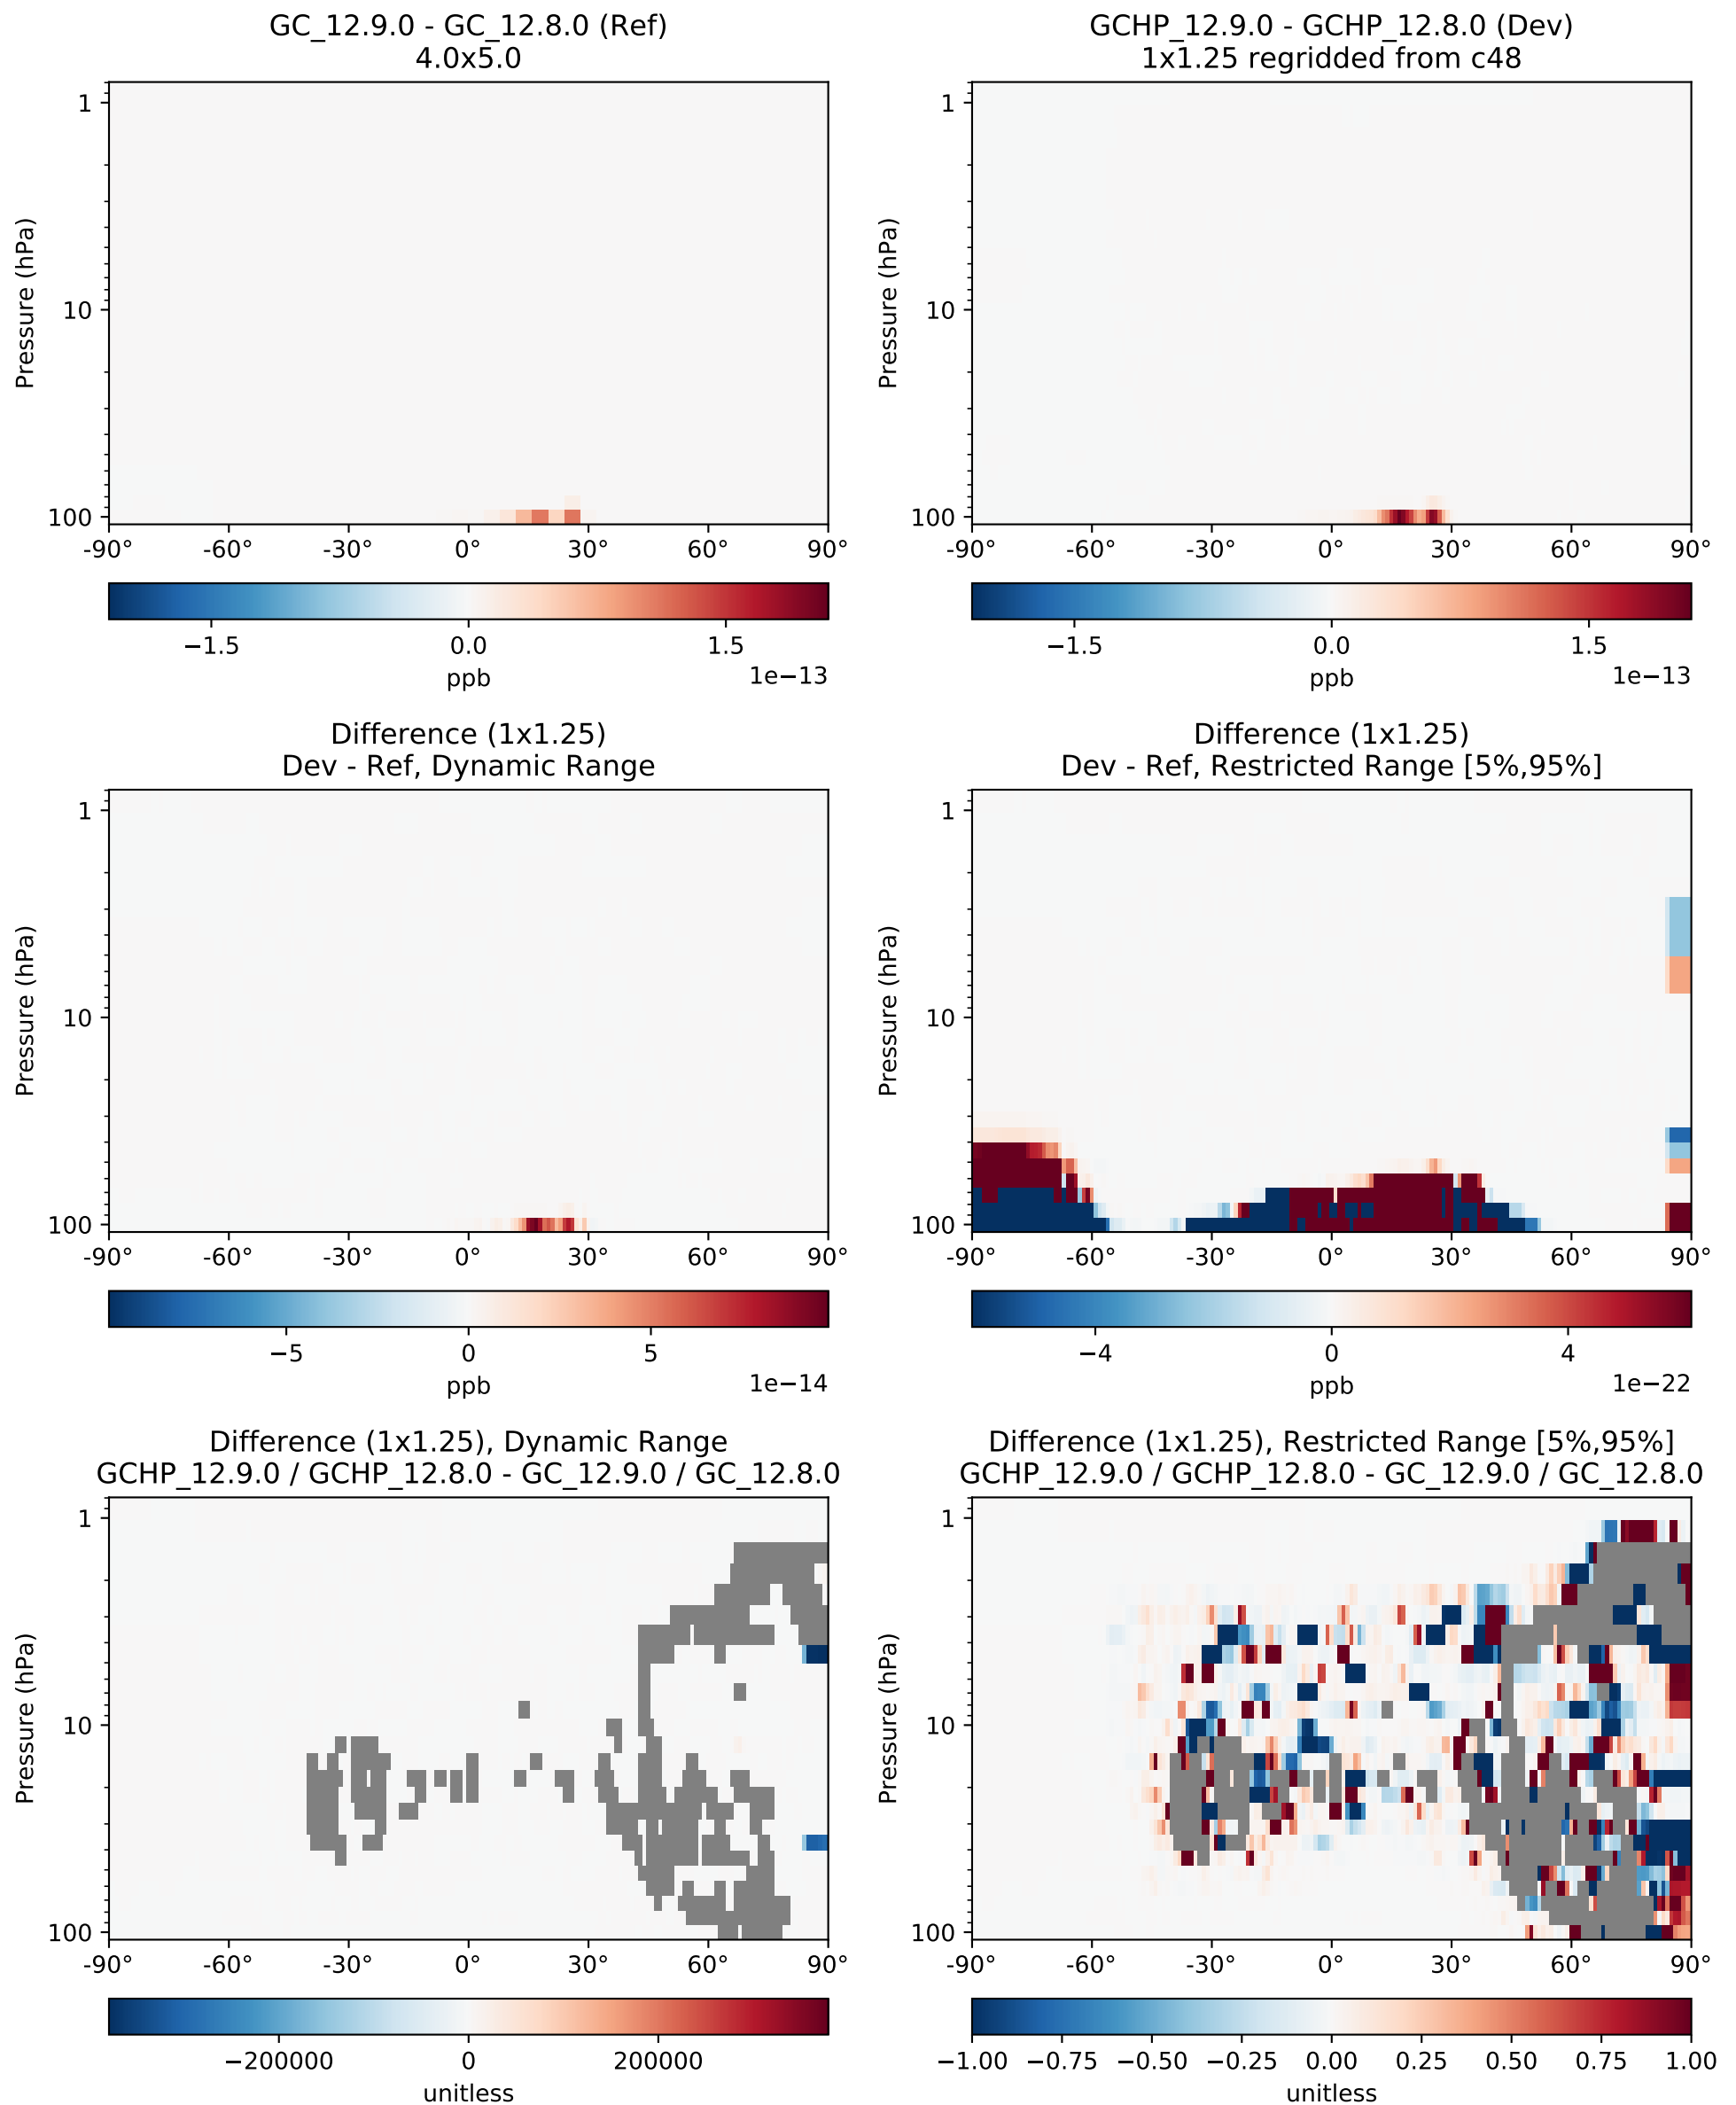 GC_12.9.0 - GC_12.8.0 (Ref)
4.0x5.0
Pressure (hPa)
1
10
100
-90° -60° -30° 0° 30° 60° 90°
−1.5 0.0 1.5
1e−13
ppb
GCHP_12.9.0 - GCHP_12.8.0 (Dev)
1x1.25 regridded from c48
Pressure (hPa)
1
10
100
-90° -60° -30° 0° 30° 60° 90°
−1.5 0.0 1.5
1e−13
ppb
Difference (1x1.25)
Dev - Ref, Dynamic Range
Pressure (hPa)
1
10
100
-90° -60° -30° 0° 30° 60° 90°
−5 0 5
1e−14
ppb
Difference (1x1.25)
Dev - Ref, Restricted Range [5%,95%]
Pressure (hPa)
1
10
100
-90° -60° -30° 0° 30° 60° 90°
−4 0 4
1e−22
ppb
Difference (1x1.25), Dynamic Range
GCHP_12.9.0 / GCHP_12.8.0 - GC_12.9.0 / GC_12.8.0
Pressure (hPa)
1
10
100
-90° -60° -30° 0° 30° 60° 90°
−200000 0 200000
unitless
Difference (1x1.25), Restricted Range [5%,95%]
GCHP_12.9.0 / GCHP_12.8.0 - GC_12.9.0 / GC_12.8.0
Pressure (hPa)
1
10
100
-90° -60° -30° 0° 30° 60° 90°
−1.00 −0.75 −0.50 −0.25 0.00 0.25 0.50 0.75 1.00
unitless